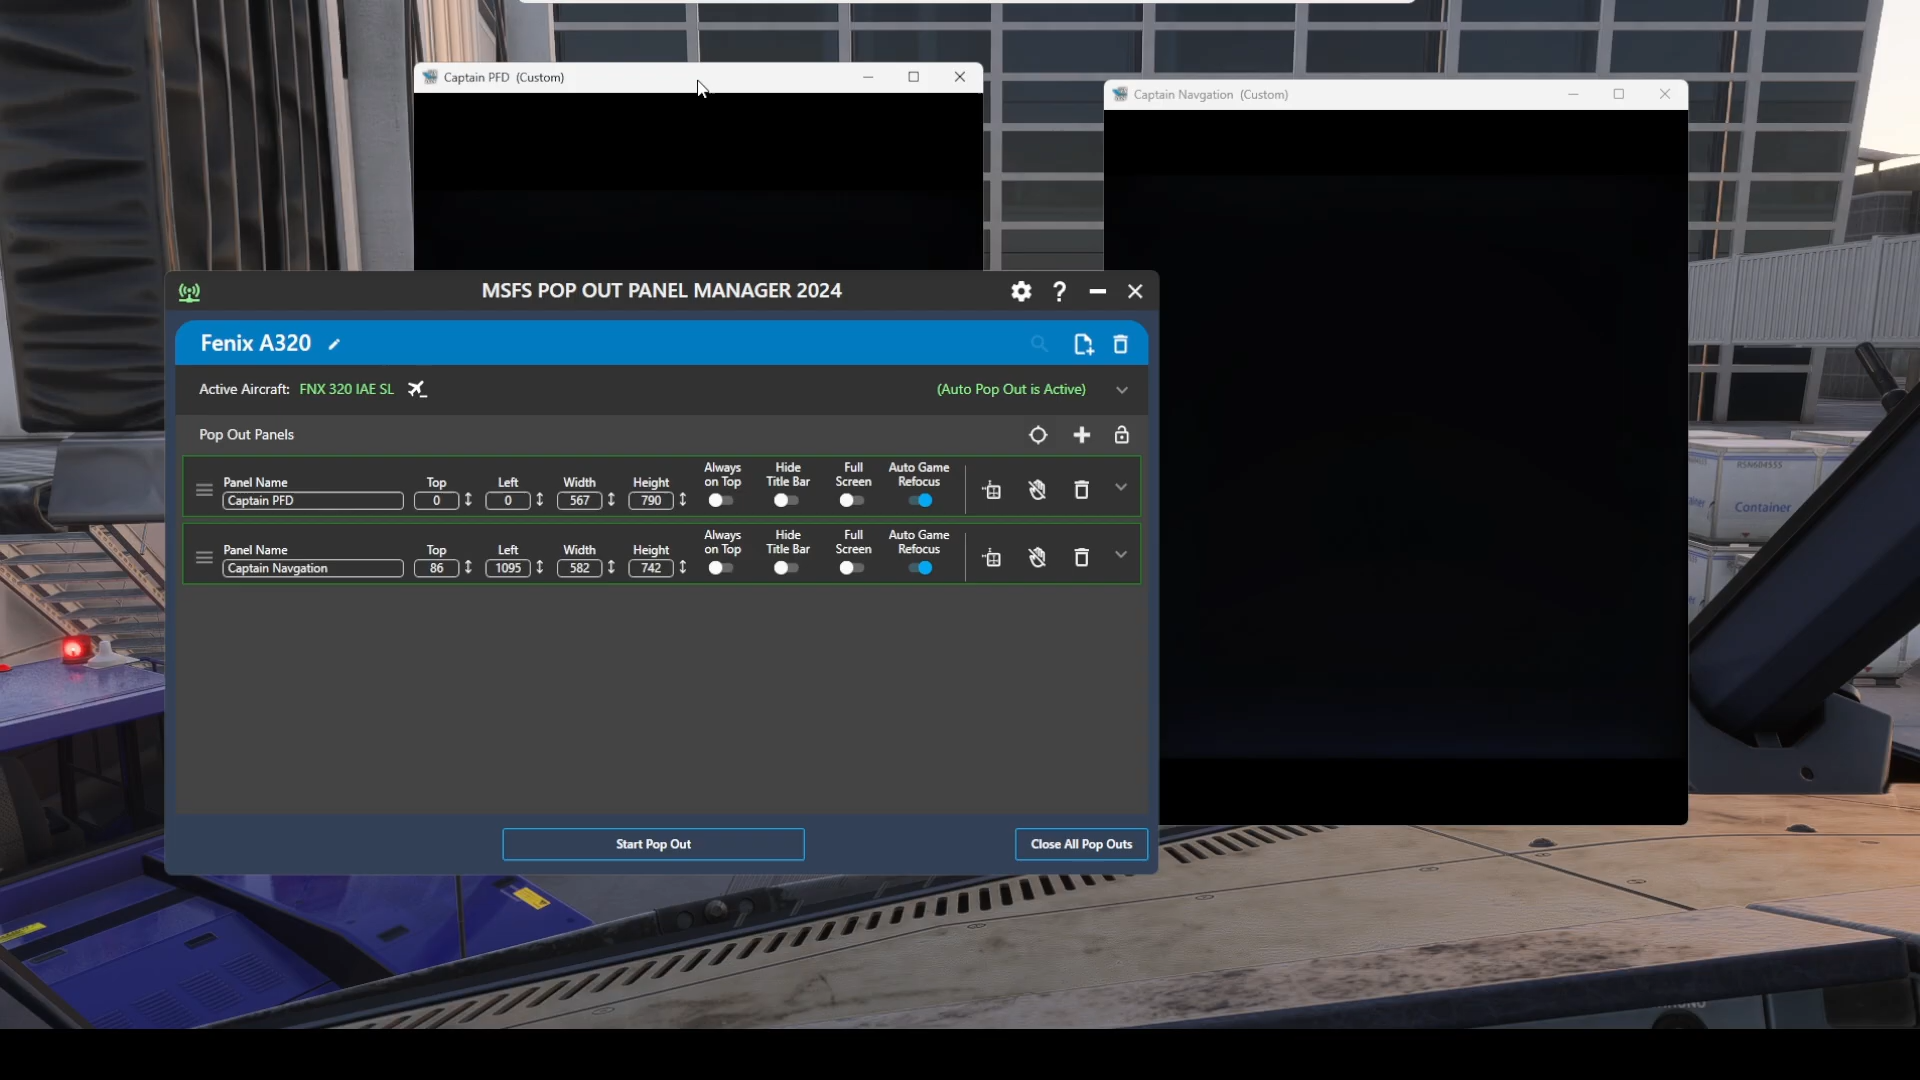 Captain PFD (Custom)
Captain Navgation (Custom)
MSFS POP OUT PANEL MANAGER 2024
?
Fenix A320
Active Aircraft: FNX 320 IAE SL
(Auto Pop Out is Active)
Pop Out Panels
Panel Name Top Left Width Height Always on Top Hide Title Bar Full Screen Auto Game Refocus
Captain PFD 0 0 567 790
Panel Name Top Left Width Height Always on Top Hide Title Bar Full Screen Auto Game Refocus
Captain Navgation 86 1095 582 742
Start Pop Out
Close All Pop Outs
Container